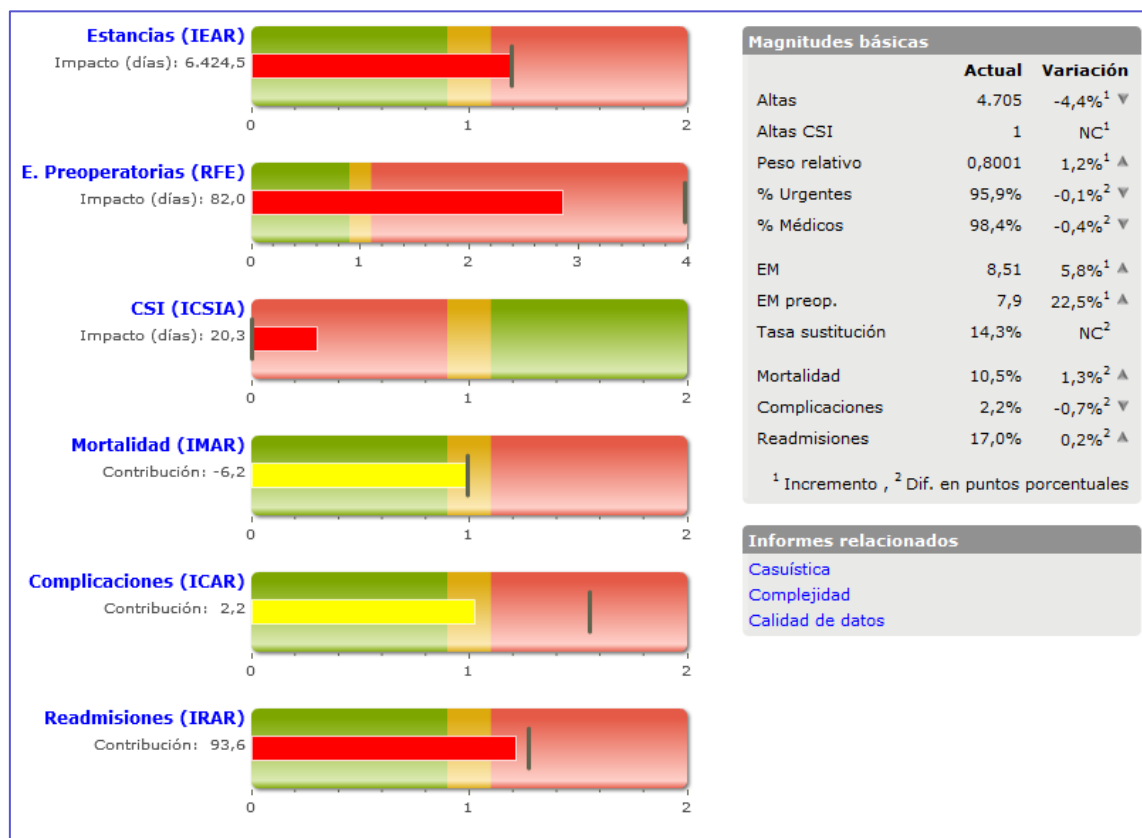 Estancias (IEAR)
Impacto (días): 6.424,5
0 1 2
E. Preoperatorias (RFE)
Impacto (días): 82,0
0 1 2 3 4
CSI (ICSIA)
Impacto (días): 20,3
0 1 2
Mortalidad (IMAR)
Contribución: -6,2
0 1 2
Complicaciones (ICAR)
Contribución: 2,2
0 1 2
Readmisiones (IRAR)
Contribución: 93,6
0 1 2
Magnitudes básicas
Actual Variación
Altas 4.705 -4,4%¹ ▼
Altas CSI 1 NC¹
Peso relativo 0,8001 1,2%¹ ▲
% Urgentes 95,9% -0,1%² ▼
% Médicos 98,4% -0,4%² ▼
EM 8,51 5,8%¹ ▲
EM preop. 7,9 22,5%¹ ▲
Tasa sustitución 14,3% NC²
Mortalidad 10,5% 1,3%² ▲
Complicaciones 2,2% -0,7%² ▼
Readmisiones 17,0% 0,2%² ▲
¹ Incremento , ² Dif. en puntos porcentuales
Informes relacionados
Casuística
Complejidad
Calidad de datos